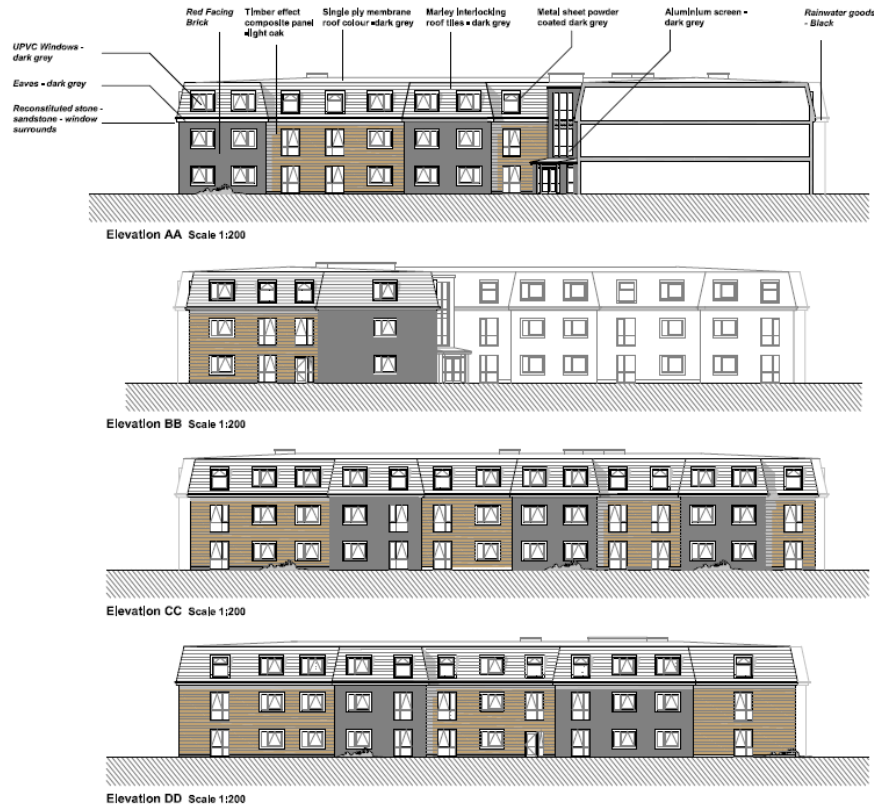 Red Facing
Brick
Timber effect
composite panel
- light oak
Single ply membrane
roof colour - dark grey
Marley interlocking
roof tiles - dark grey
Metal sheet powder
coated dark grey
Aluminium screen -
dark grey
Rainwater goods
- Black
UPVC Windows -
dark grey
Eaves - dark grey
Reconstituted stone -
sandstone - window
surrounds
Elevation AA Scale 1:200
Elevation BB Scale 1:200
Elevation CC Scale 1:200
Elevation DD Scale 1:200